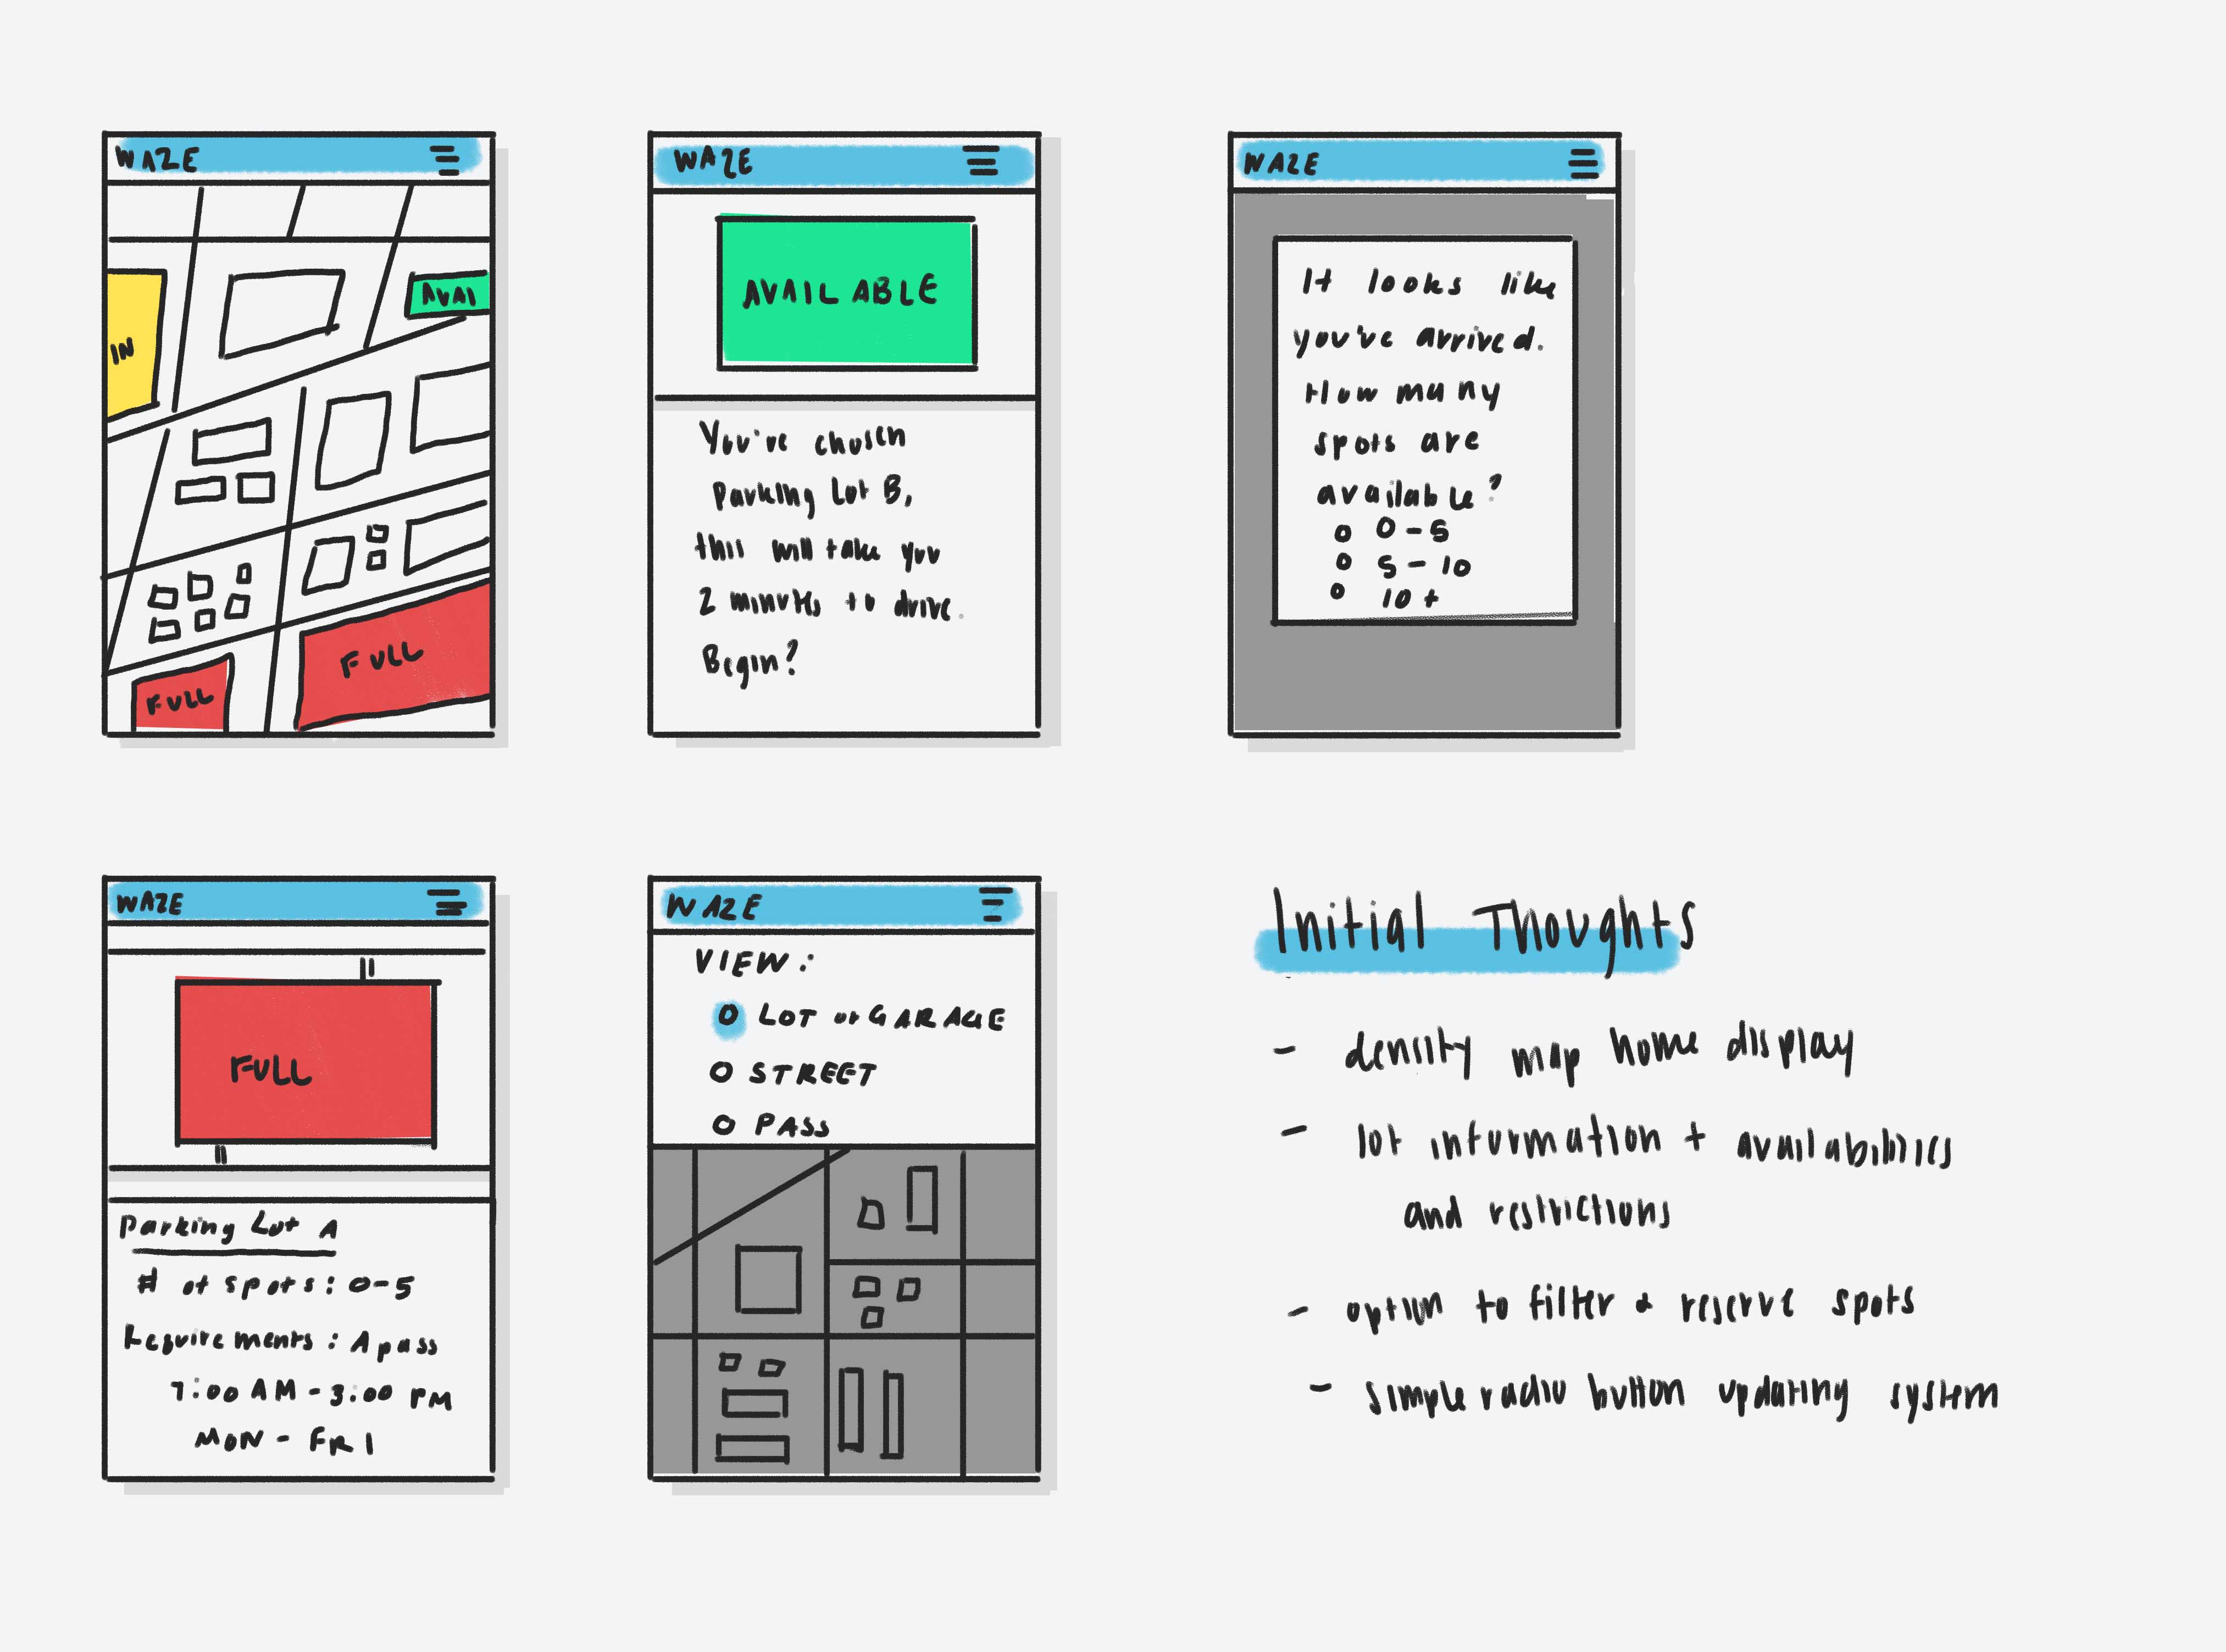 WAZE
AVAI
IN
FULL
FULL
WAZE
AVAILABLE
You've chosen
Parking Lot B,
this will take you
2 minutes to drive.
Begin?
WAZE
It looks like
you've arrived.
How many
spots are
available?
0-5
5-10
10+
WAZE
FULL
Parking Lot A
# of spots: 0-5
Requirements: A pass
7:00 AM - 3:00 PM
MON - FRI
WAZE
VIEW:
LOT or GARAGE
STREET
PASS
Initial Thoughts
- density map home display
- lot information + availabilities
and restrictions
- option to filter & reserve spots
- simple radio button updating system